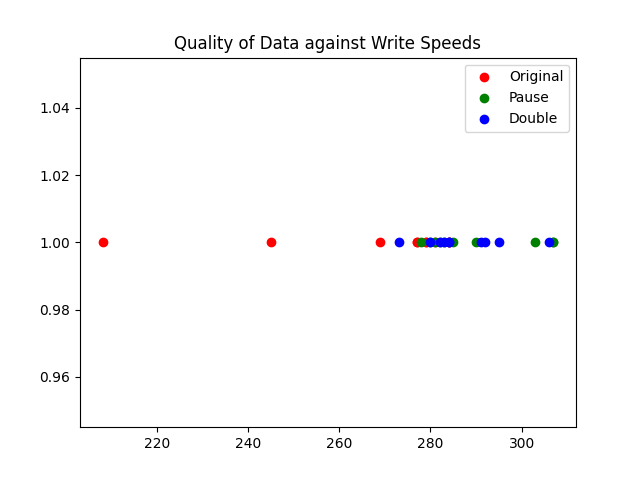 Quality of Data against Write Speeds
Original
Pause
Double
1.04
1.02
1.00
0.98
0.96
220 240 260 280 300